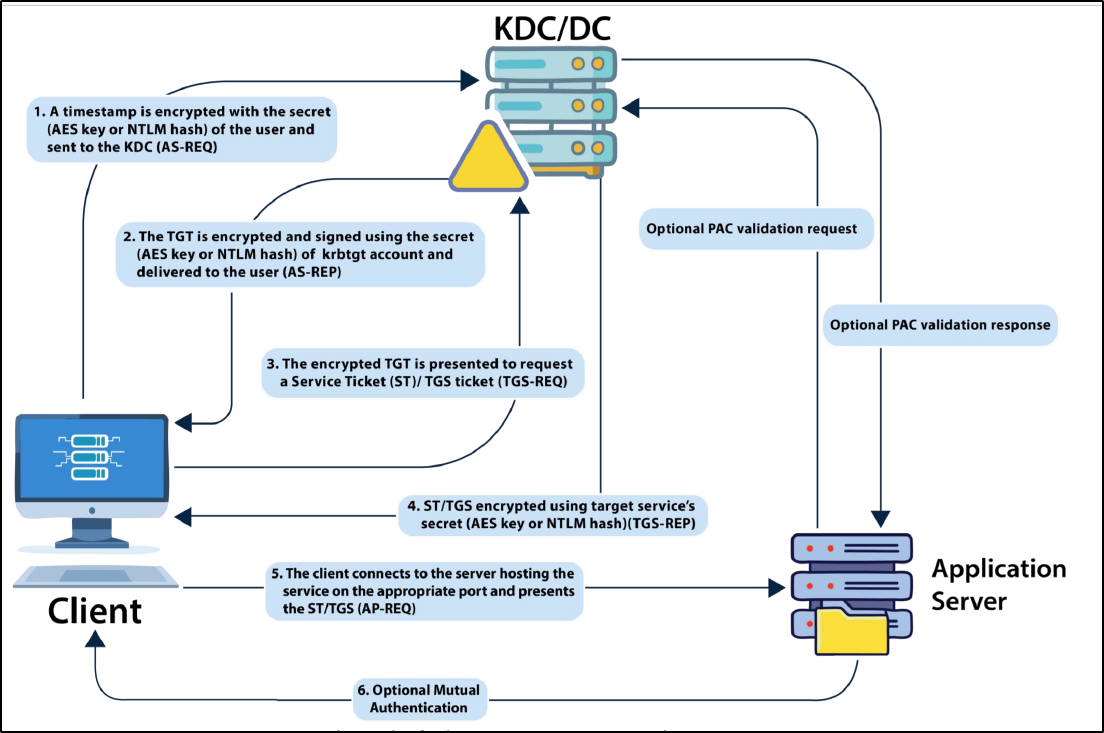 KDC/DC
1. A timestamp is encrypted with the secret
(AES key or NTLM hash) of the user and
sent to the KDC (AS-REQ)
2. The TGT is encrypted and signed using the secret
(AES key or NTLM hash) of krbtgt account and
delivered to the user (AS-REP)
Optional PAC validation request
Optional PAC validation response
3. The encrypted TGT is presented to request
a Service Ticket (ST)/ TGS ticket (TGS-REQ)
4. ST/TGS encrypted using target service's
secret (AES key or NTLM hash)(TGS-REP)
5. The client connects to the server hosting the
service on the appropriate port and presents
the ST/TGS (AP-REQ)
Application
Server
Client
6. Optional Mutual
Authentication